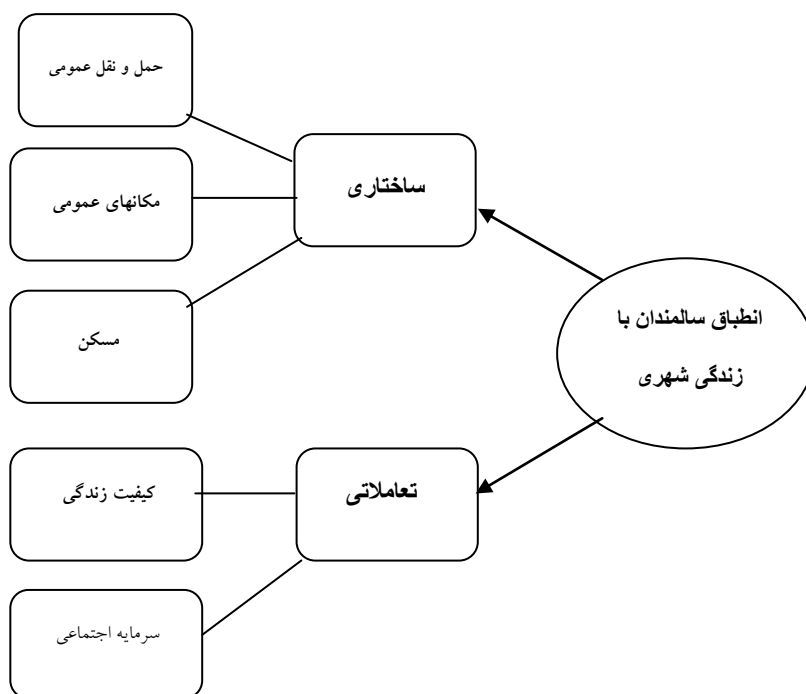 انطباق سالمندان با
زندگی شهری
ساختاری
حمل و نقل عمومی
مکانهای عمومی
مسکن
تعاملاتی
کیفیت زندگی
سرمایه اجتماعی